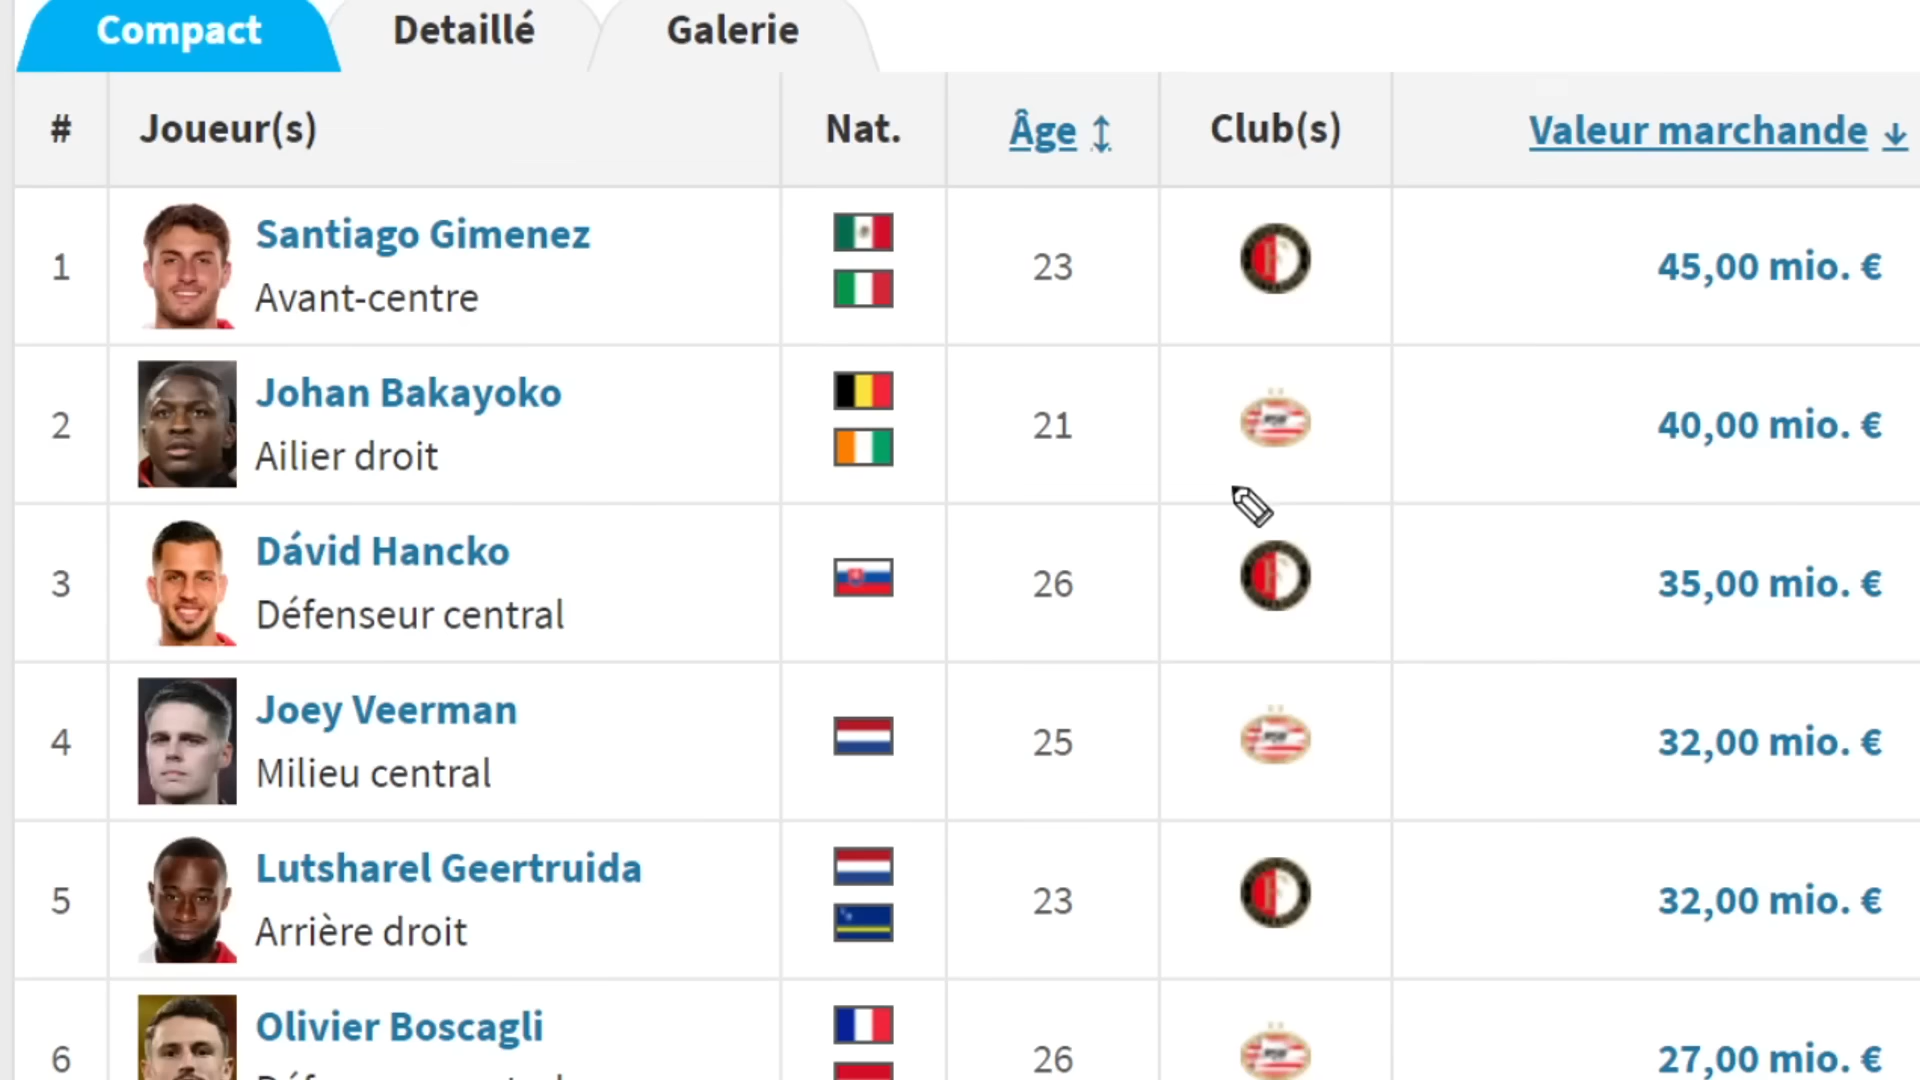 Compact Detaillé Galerie
# Joueur(s) Nat. Âge Club(s) Valeur marchande
1 Santiago Gimenez 23 45,00 mio. €
Avant-centre
2 Johan Bakayoko 21 40,00 mio. €
Ailier droit
3 Dávid Hancko 26 35,00 mio. €
Défenseur central
4 Joey Veerman 25 32,00 mio. €
Milieu central
5 Lutsharel Geertruida 23 32,00 mio. €
Arrière droit
6 Olivier Boscagli 26 27,00 mio. €